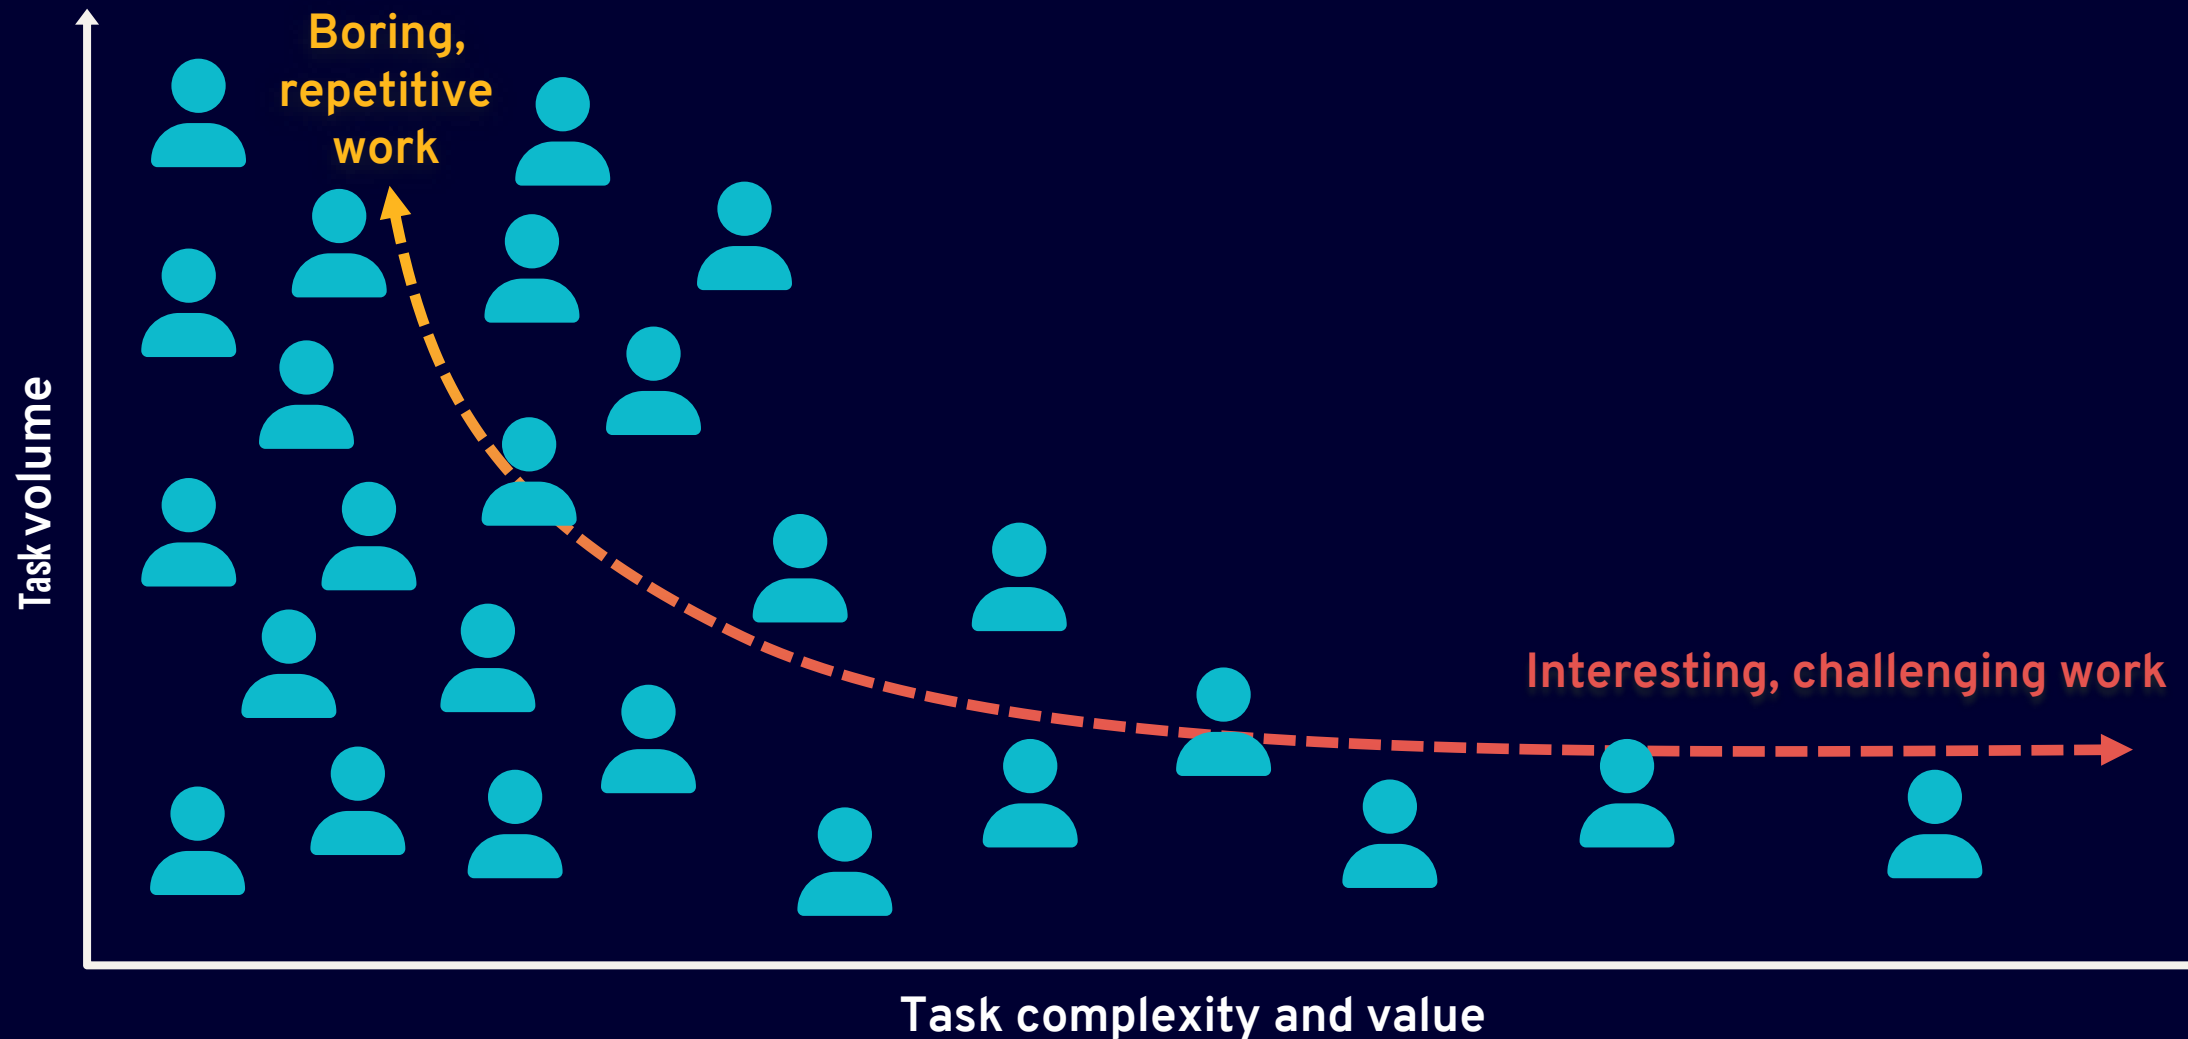 Boring,
repetitive
work
Task volume
Interesting, challenging work
Task complexity and value